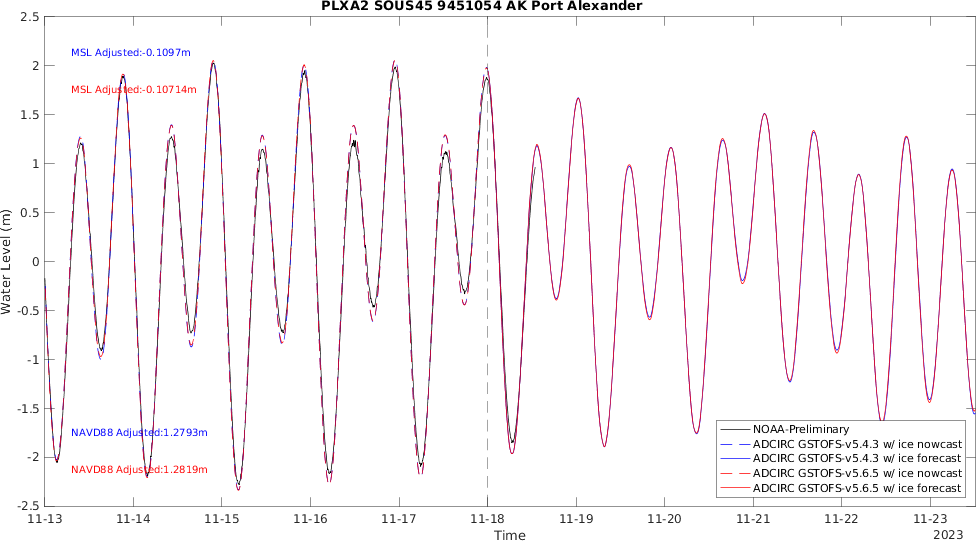 PLXA2 SOUS45 9451054 AK Port Alexander
2.5
2
1.5
1
0.5
0
-0.5
-1
-1.5
-2
-2.5
Water Level (m)
MSL Adjusted:-0.1097m
MSL Adjusted:-0.10714m
NAVD88 Adjusted:1.2793m
NAVD88 Adjusted:1.2819m
NOAA-Preliminary
ADCIRC GSTOFS-v5.4.3 w/ ice nowcast
ADCIRC GSTOFS-v5.4.3 w/ ice forecast
ADCIRC GSTOFS-v5.6.5 w/ ice nowcast
ADCIRC GSTOFS-v5.6.5 w/ ice forecast
11-13 11-14 11-15 11-16 11-17 11-18 11-19 11-20 11-21 11-22 11-23
Time
2023